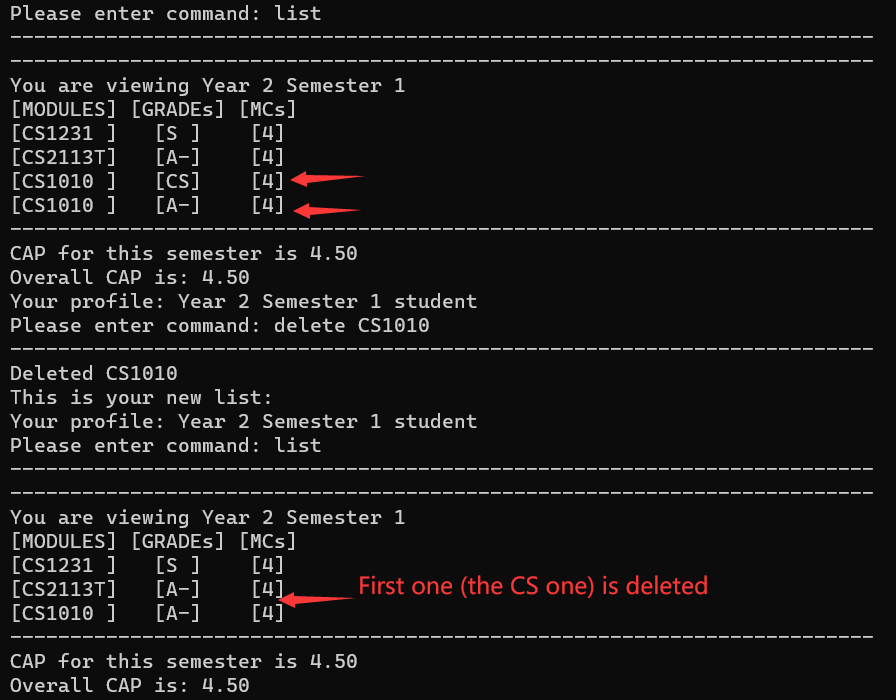 Please enter command: list
------------------------------------------------------------------------
------------------------------------------------------------------------
You are viewing Year 2 Semester 1
[MODULES] [GRADEs] [MCs]
[CS1231 ]   [S ]    [4]
[CS2113T]   [A-]    [4]
[CS1010 ]   [CS]    [4]
[CS1010 ]   [A-]    [4]
------------------------------------------------------------------------
CAP for this semester is 4.50
Overall CAP is: 4.50
Your profile: Year 2 Semester 1 student
Please enter command: delete CS1010
------------------------------------------------------------------------
Deleted CS1010
This is your new list:
Your profile: Year 2 Semester 1 student
Please enter command: list
------------------------------------------------------------------------
------------------------------------------------------------------------
You are viewing Year 2 Semester 1
[MODULES] [GRADEs] [MCs]
[CS1231 ]   [S ]    [4]
[CS2113T]   [A-]    [4]
First one (the CS one) is deleted
[CS1010 ]   [A-]    [4]
------------------------------------------------------------------------
CAP for this semester is 4.50
Overall CAP is: 4.50